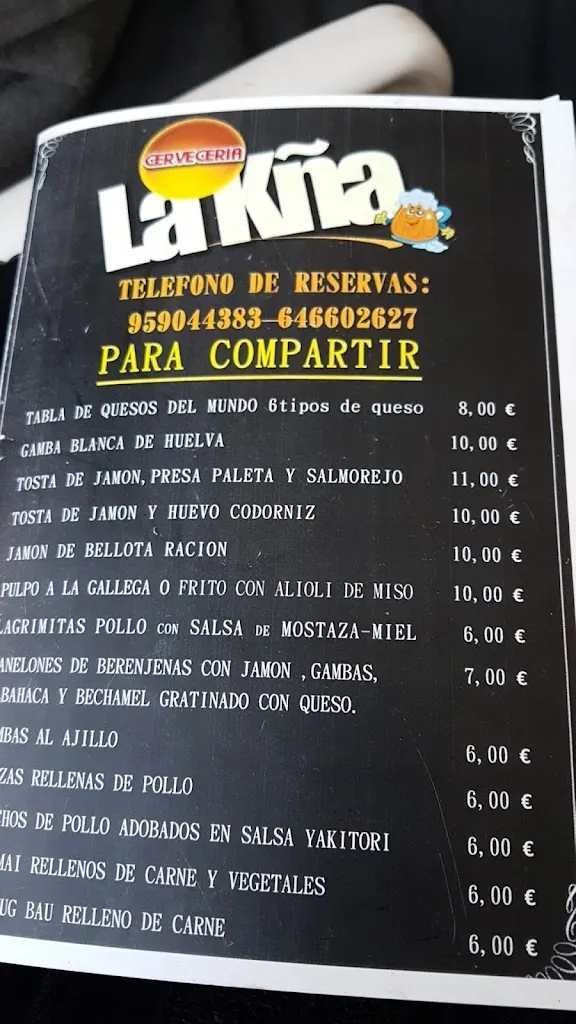 CERVECERIA
La Kña
TELEFONO DE RESERVAS:
959044383-646602627
PARA COMPARTIR
TABLA DE QUESOS DEL MUNDO 6tipos de queso 8,00 €
GAMBA BLANCA DE HUELVA 10,00 €
TOSTA DE JAMON, PRESA PALETA Y SALMOREJO 11,00 €
TOSTA DE JAMON Y HUEVO CODORNIZ 10,00 €
JAMON DE BELLOTA RACION 10,00 €
PULPO A LA GALLEGA O FRITO CON ALIOLI DE MISO 10,00 €
LAGRIMITAS POLLO CON SALSA DE MOSTAZA-MIEL 6,00 €
ANELONES DE BERENJENAS CON JAMON ,GAMBAS, 7,00 €
BAHACA Y BECHAMEL GRATINADO CON QUESO.
MBAS AL AJILLO 6,00 €
ZAS RELLENAS DE POLLO 6,00 €
HOS DE POLLO ADOBADOS EN SALSA YAKITORI 6,00 €
MAI RELLENOS DE CARNE Y VEGETALES 6,00 €
UG BAU RELLENO DE CARNE 6,00 €